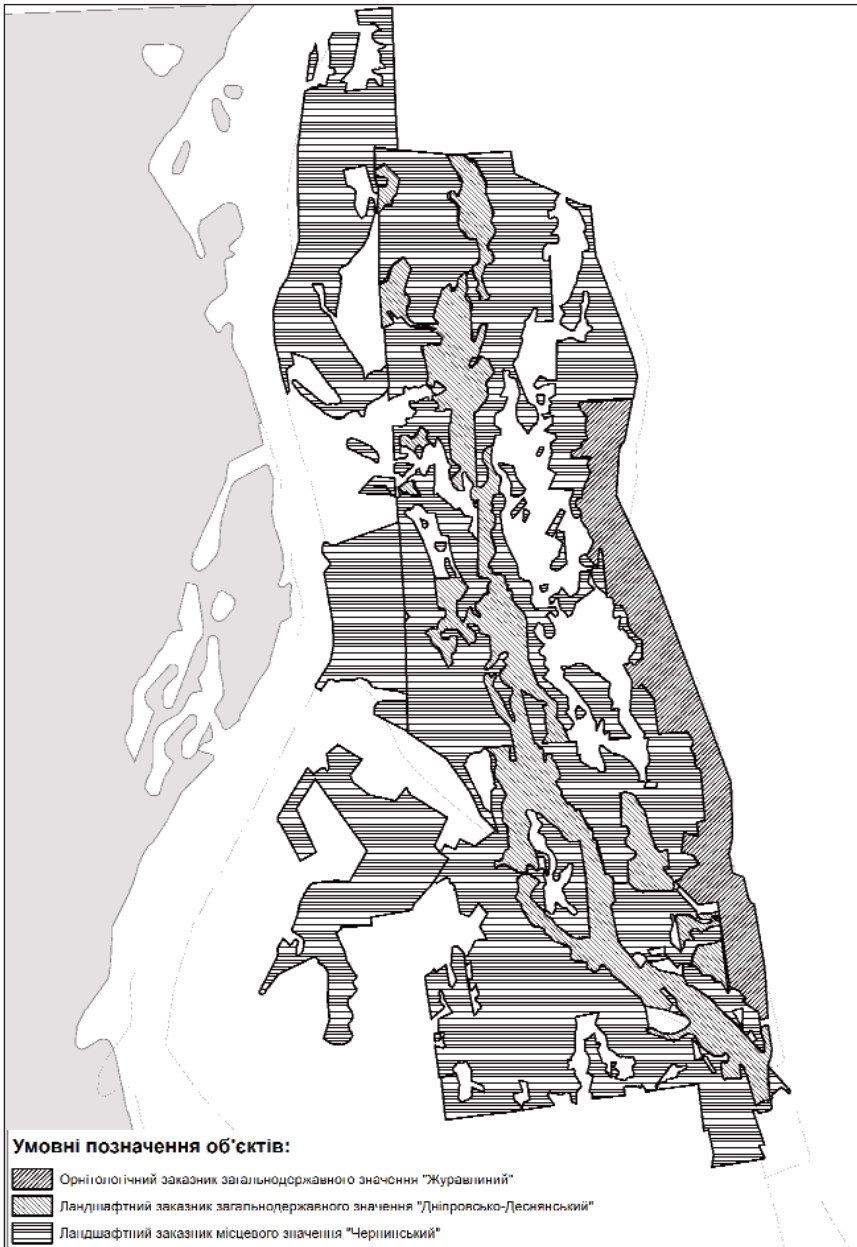 Умовні позначення об'єктів:
Орнітологічний заказник загальнодержавного значення "Журавлиний"
Ландшафтний заказник загальнодержавного значення "Дніпровсько-Деснянський"
Ландшафтний заказник місцевого значення "Чернинський"